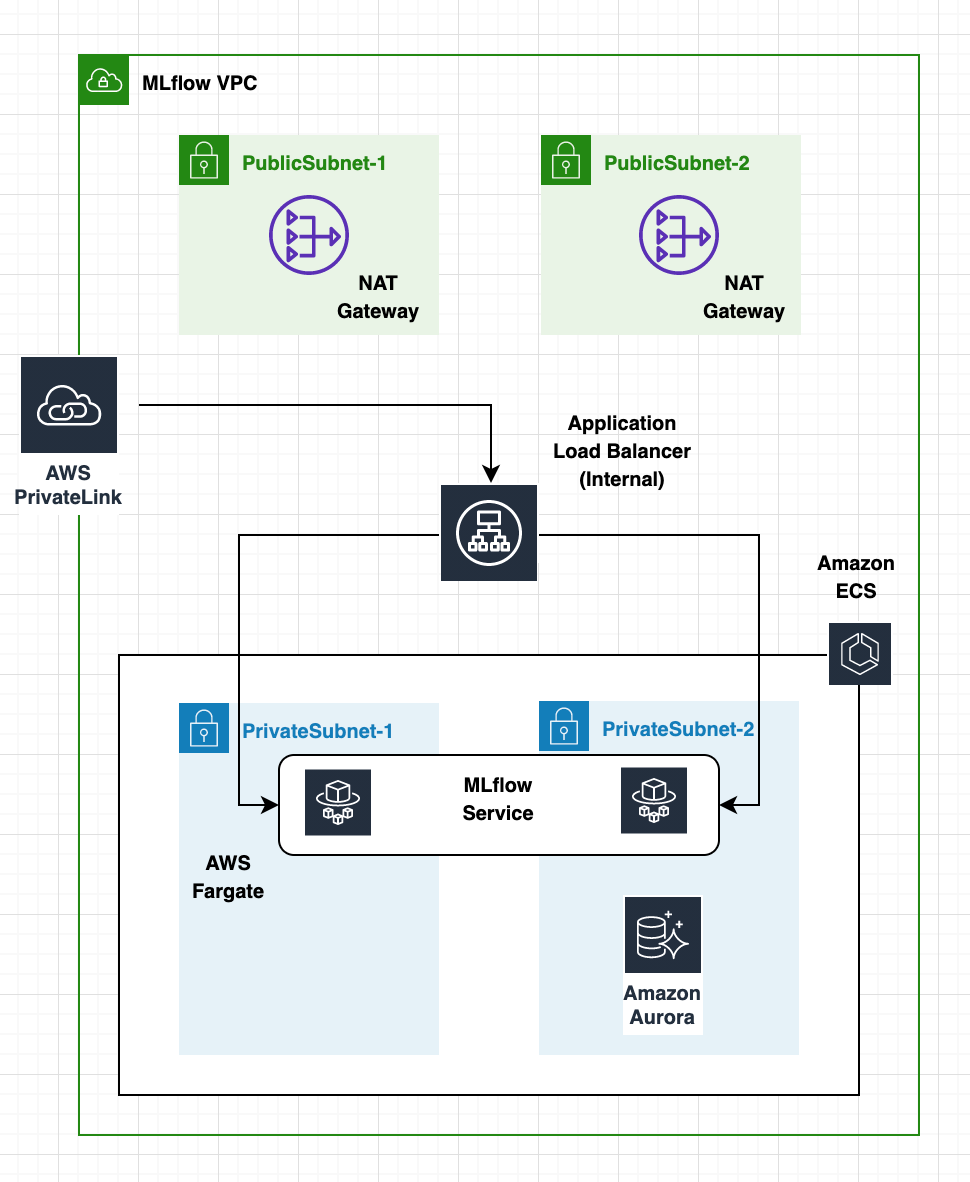 MLflow VPC
PublicSubnet-1
PublicSubnet-2
NAT
Gateway
NAT
Gateway
AWS
PrivateLink
Application
Load Balancer
(Internal)
Amazon
ECS
PrivateSubnet-1
PrivateSubnet-2
MLflow
Service
AWS
Fargate
Amazon
Aurora